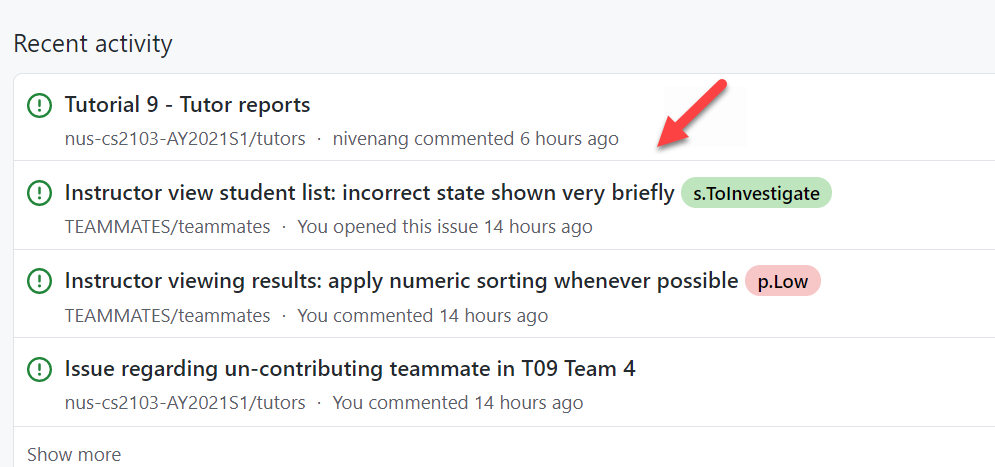 Recent activity
Tutorial 9 - Tutor reports
nus-cs2103-AY2021S1/tutors · nivenang commented 6 hours ago
Instructor view student list: incorrect state shown very briefly s.ToInvestigate
TEAMMATES/teammates · You opened this issue 14 hours ago
Instructor viewing results: apply numeric sorting whenever possible p.Low
TEAMMATES/teammates · You commented 14 hours ago
Issue regarding un-contributing teammate in T09 Team 4
nus-cs2103-AY2021S1/tutors · You commented 14 hours ago
Show more